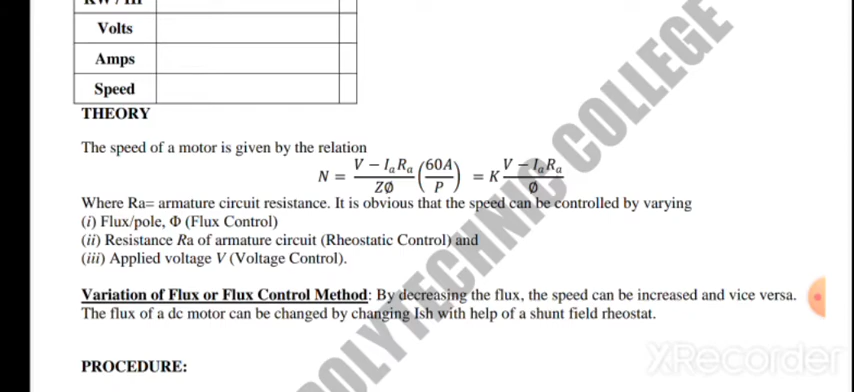 KW / HP
Volts
Amps
Speed
THEORY
The speed of a motor is given by the relation
N = V − IaRa / ZØ (60A / P) = K V − IaRa / Ø
Where Ra= armature circuit resistance. It is obvious that the speed can be controlled by varying
(i) Flux/pole, Φ (Flux Control)
(ii) Resistance Ra of armature circuit (Rheostatic Control) and
(iii) Applied voltage V (Voltage Control).
Variation of Flux or Flux Control Method: By decreasing the flux, the speed can be increased and vice versa.
The flux of a dc motor can be changed by changing Ish with help of a shunt field rheostat.
PROCEDURE:
POLYTECHNIC COLLEGE
XRecorder